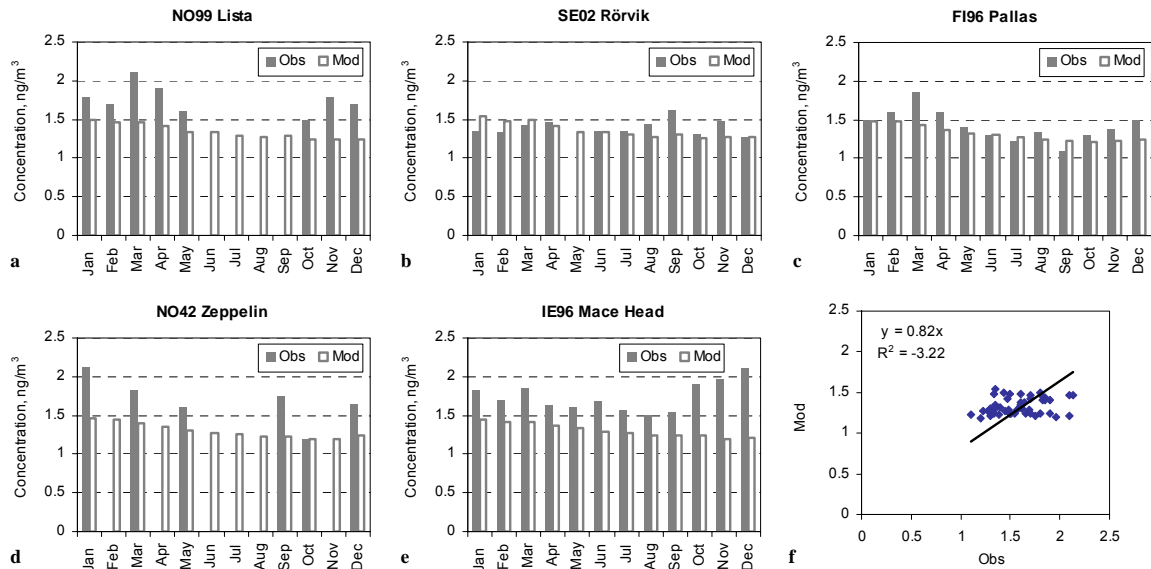 NO99 Lista
Concentration, ng/m³
2.5
2
1.5
1
0.5
0
Obs Mod
Jan Feb Mar Apr May Jun Jul Aug Sep Oct Nov Dec
a
SE02 Rörvik
Concentration, ng/m³
2.5
2
1.5
1
0.5
0
Obs Mod
Jan Feb Mar Apr May Jun Jul Aug Sep Oct Nov Dec
b
FI96 Pallas
Concentration, ng/m³
2.5
2
1.5
1
0.5
0
Obs Mod
Jan Feb Mar Apr May Jun Jul Aug Sep Oct Nov Dec
c
NO42 Zeppelin
Concentration, ng/m³
2.5
2
1.5
1
0.5
0
Obs Mod
Jan Feb Mar Apr May Jun Jul Aug Sep Oct Nov Dec
d
IE96 Mace Head
Concentration, ng/m³
2.5
2
1.5
1
0.5
0
Obs Mod
Jan Feb Mar Apr May Jun Jul Aug Sep Oct Nov Dec
e
Mod
2.5
2
1.5
1
0.5
0
y = 0.82x
R² = -3.22
0 0.5 1 1.5 2 2.5
Obs
f